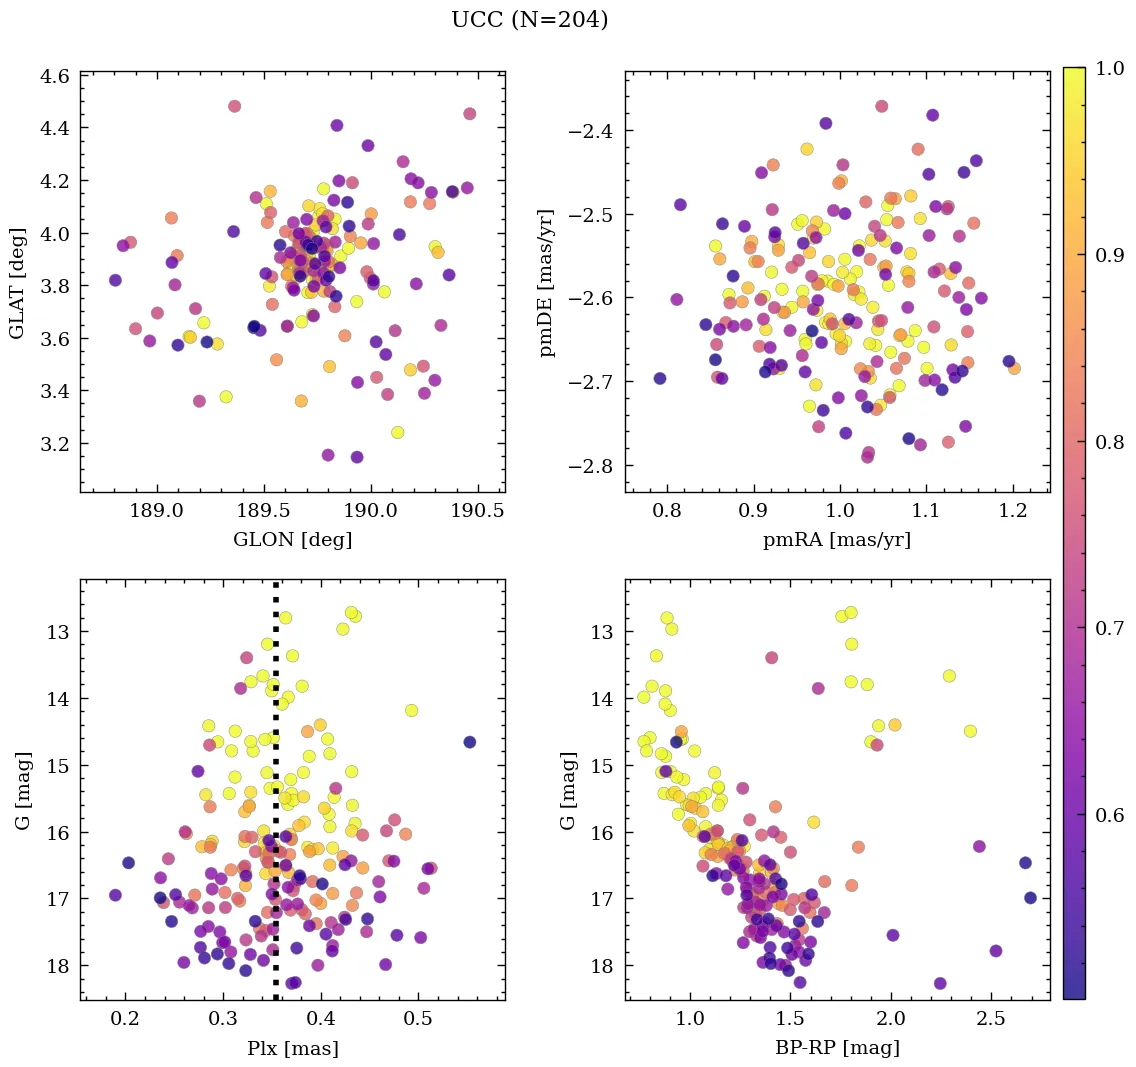 UCC (N=204)
4.6
4.4
4.2
4.0
3.8
3.6
3.4
3.2
GLAT [deg]
189.0 189.5 190.0 190.5
GLON [deg]
−2.4
−2.5
−2.6
−2.7
−2.8
pmDE [mas/yr]
0.8 0.9 1.0 1.1 1.2
pmRA [mas/yr]
1.0
0.9
0.8
0.7
0.6
13
14
15
16
17
18
G [mag]
0.2 0.3 0.4 0.5
Plx [mas]
13
14
15
16
17
18
G [mag]
1.0 1.5 2.0 2.5
BP-RP [mag]